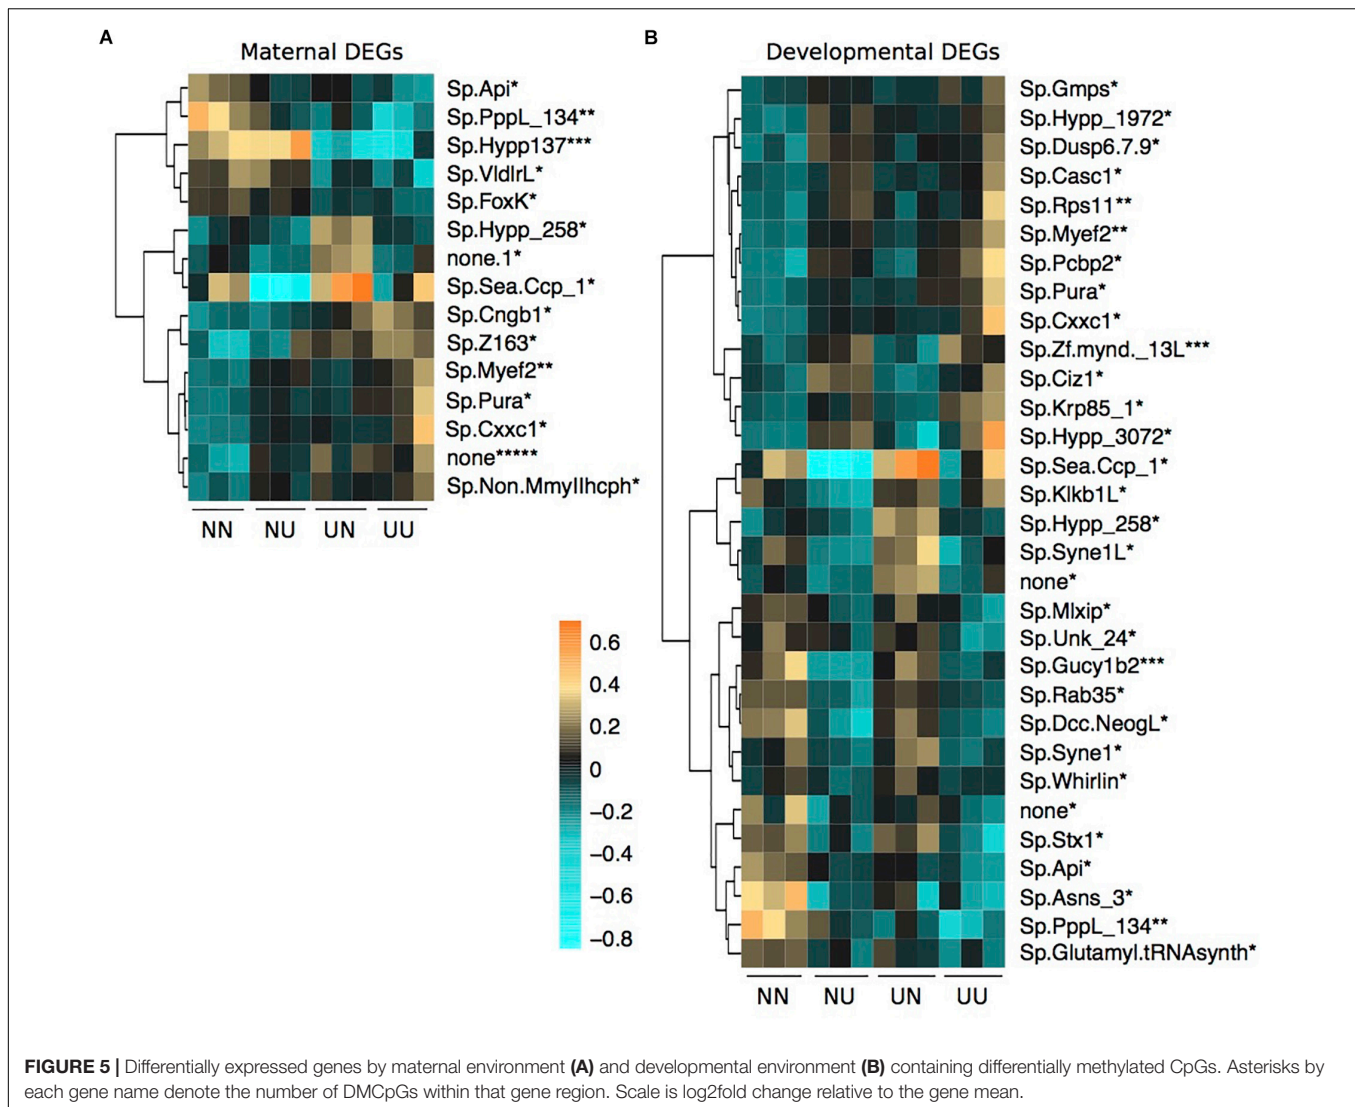 A
Maternal DEGs
Sp.Api*
Sp.PppL_134**
Sp.Hypp137***
Sp.VldlrL*
Sp.FoxK*
Sp.Hypp_258*
none.1*
Sp.Sea.Ccp_1*
Sp.Cngb1*
Sp.Z163*
Sp.Myef2**
Sp.Pura*
Sp.Cxxc1*
none*****
Sp.Non.MmyIIhcph*
NN NU UN UU
0.6
0.4
0.2
0
−0.2
−0.4
−0.6
−0.8
B
Developmental DEGs
Sp.Gmps*
Sp.Hypp_1972*
Sp.Dusp6.7.9*
Sp.Casc1*
Sp.Rps11**
Sp.Myef2**
Sp.Pcbp2*
Sp.Pura*
Sp.Cxxc1*
Sp.Zf.mynd._13L***
Sp.Ciz1*
Sp.Krp85_1*
Sp.Hypp_3072*
Sp.Sea.Ccp_1*
Sp.Klkb1L*
Sp.Hypp_258*
Sp.Syne1L*
none*
Sp.Mlxip*
Sp.Unk_24*
Sp.Gucy1b2***
Sp.Rab35*
Sp.Dcc.NeogL*
Sp.Syne1*
Sp.Whirlin*
none*
Sp.Stx1*
Sp.Api*
Sp.Asns_3*
Sp.PppL_134**
Sp.Glutamyl.tRNAsynth*
NN NU UN UU
FIGURE 5 | Differentially expressed genes by maternal environment (A) and developmental environment (B) containing differentially methylated CpGs. Asterisks by
each gene name denote the number of DMCpGs within that gene region. Scale is log2fold change relative to the gene mean.